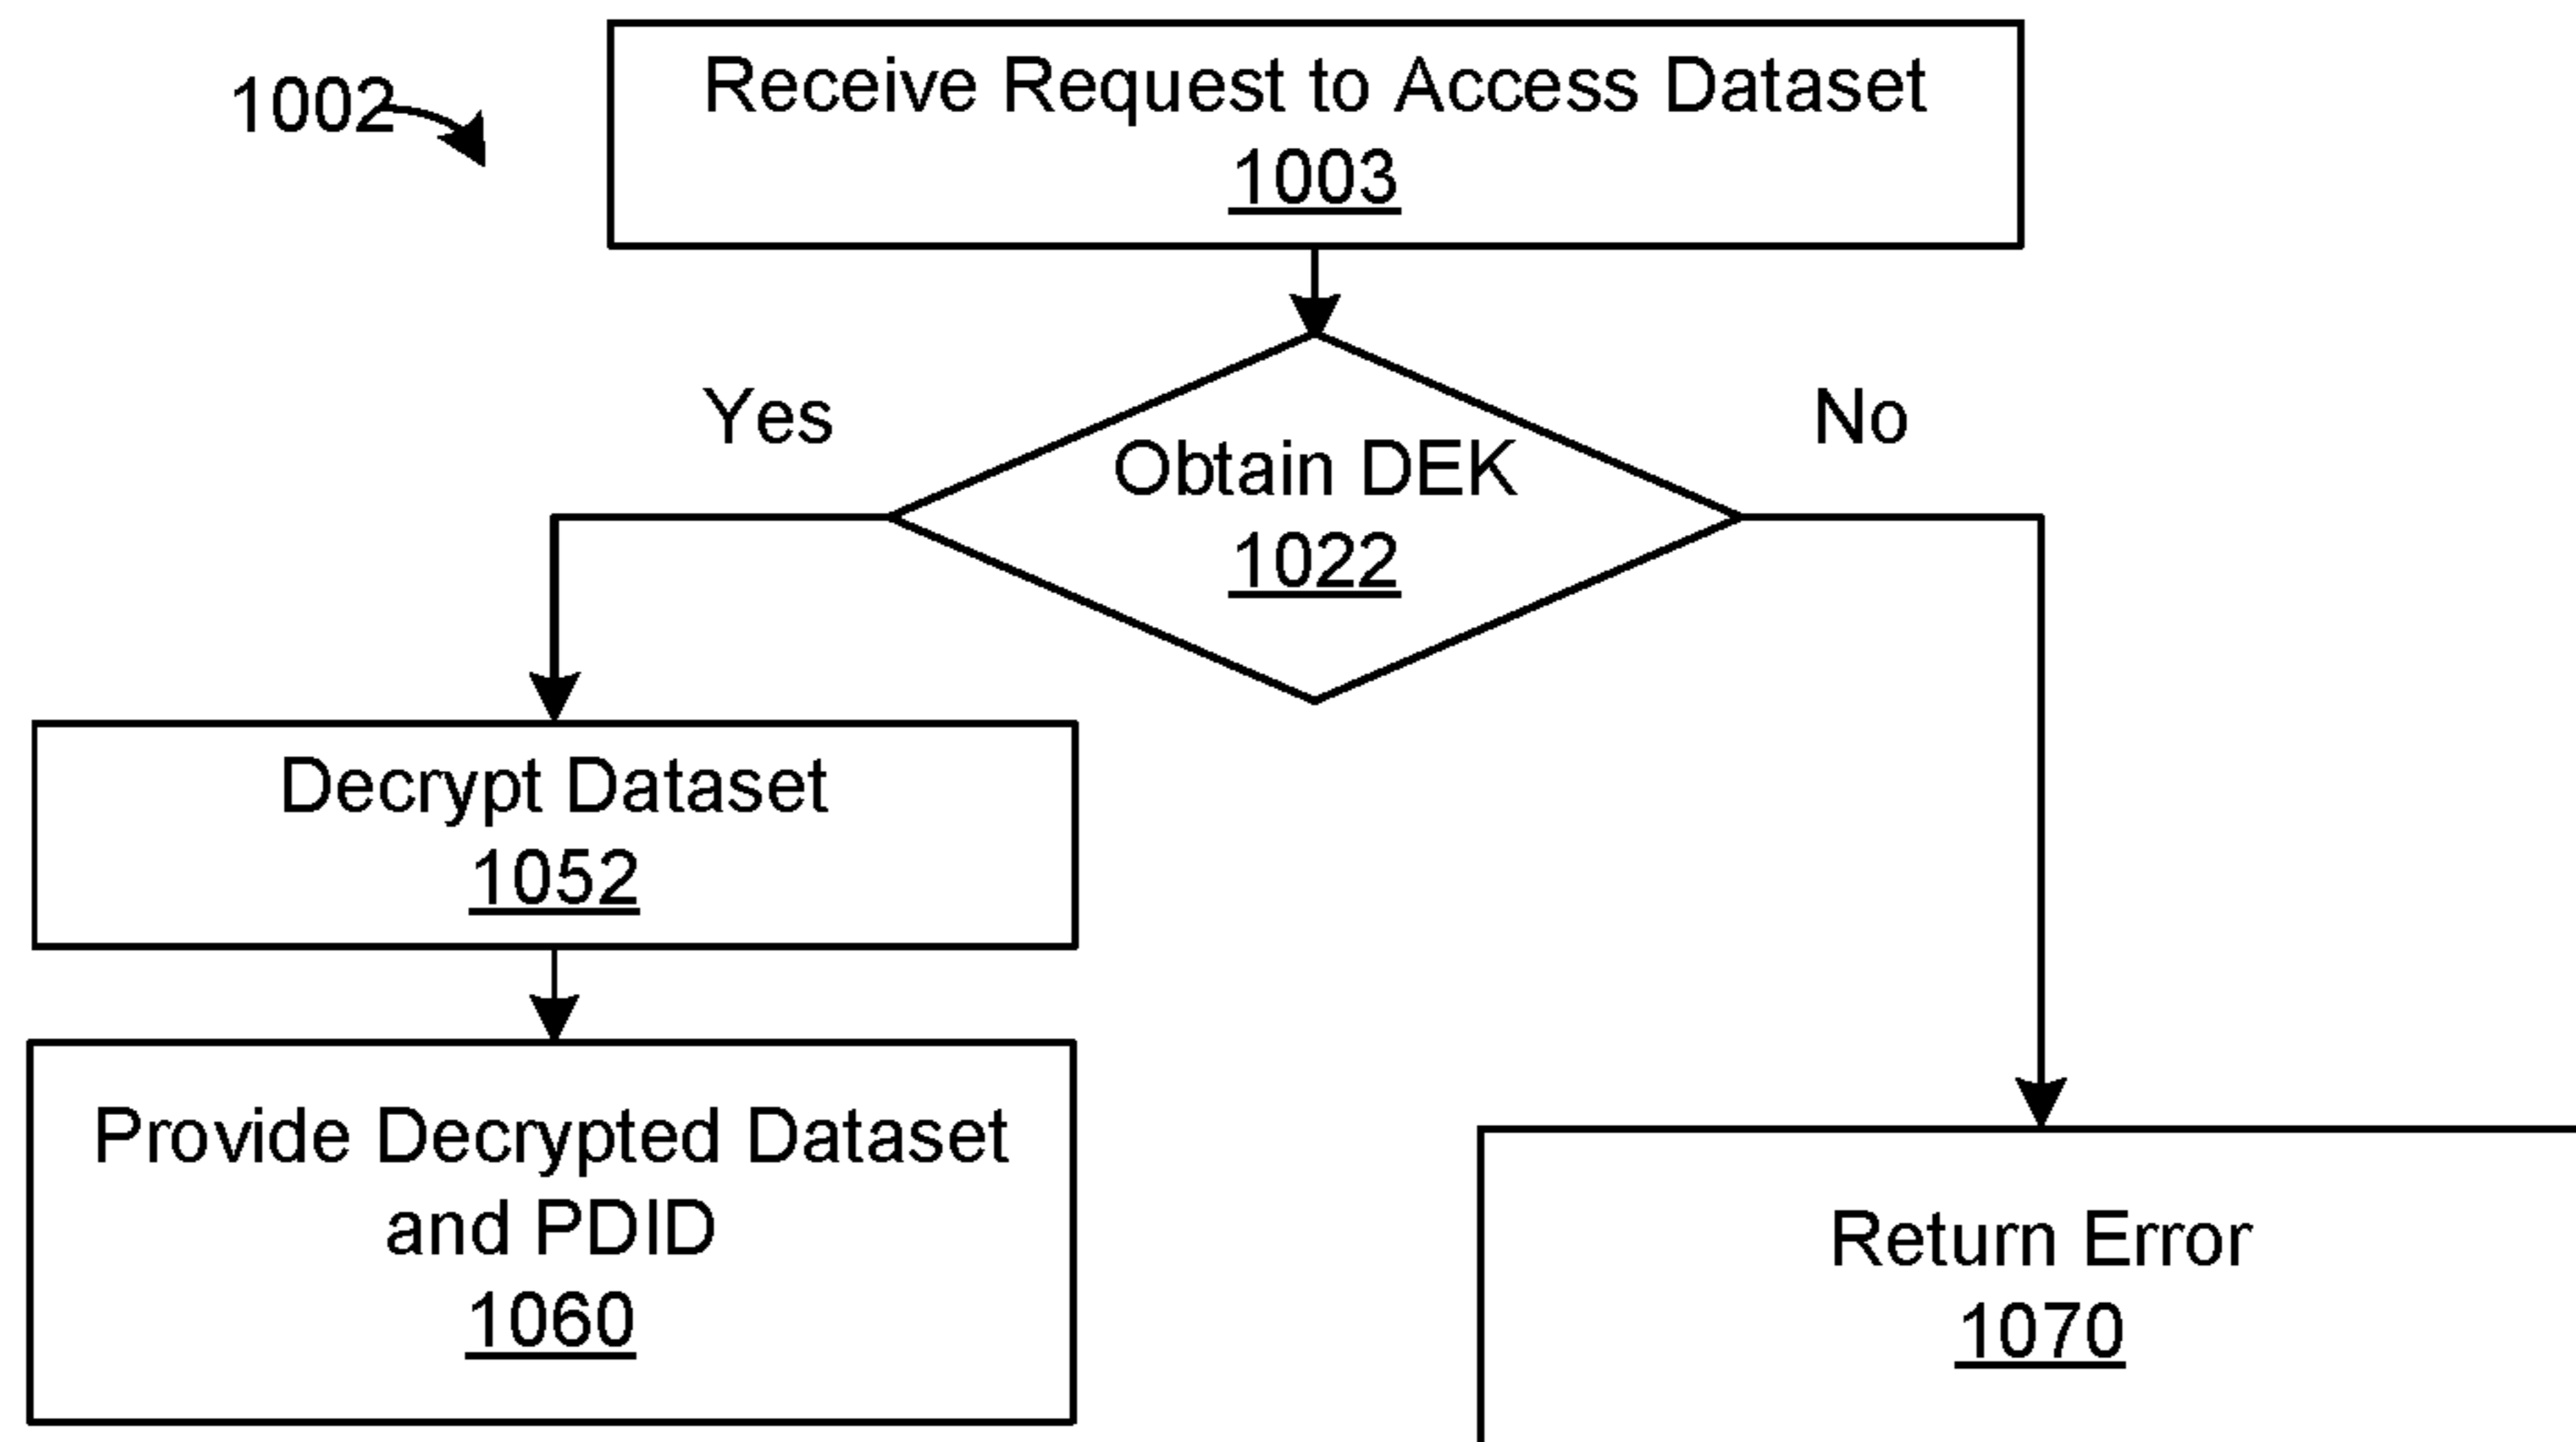 1002
Receive Request to Access Dataset
1003
Yes
No
Obtain DEK
1022
Decrypt Dataset
1052
Provide Decrypted Dataset
and PDID
1060
Return Error
1070